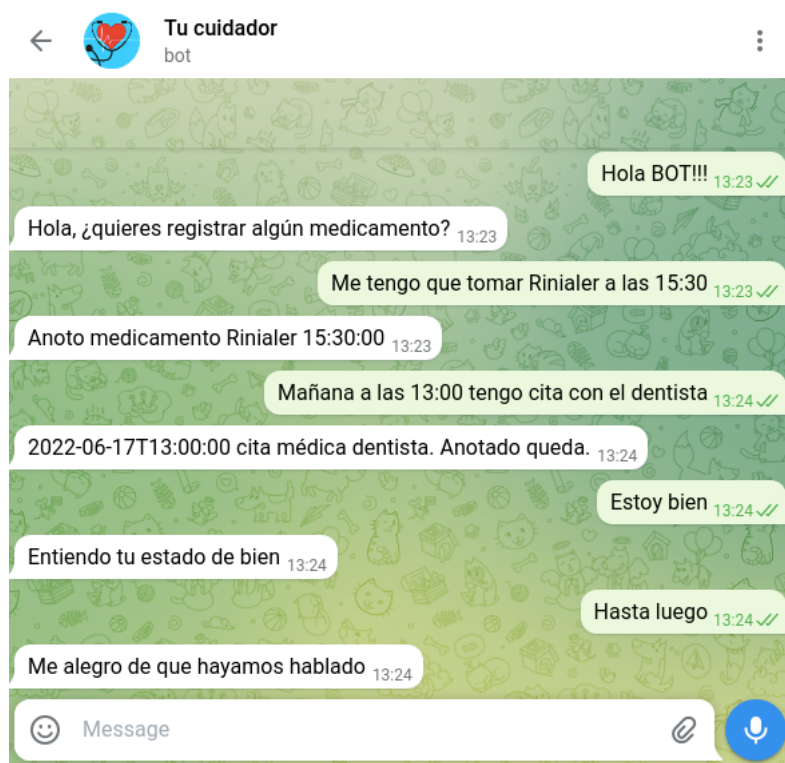 Tu cuidador
bot
Hola BOT!!! 13:23
Hola, ¿quieres registrar algún medicamento? 13:23
Me tengo que tomar Rinialer a las 15:30 13:23
Anoto medicamento Rinialer 15:30:00 13:23
Mañana a las 13:00 tengo cita con el dentista 13:24
2022-06-17T13:00:00 cita médica dentista. Anotado queda. 13:24
Estoy bien 13:24
Entiendo tu estado de bien 13:24
Hasta luego 13:24
Me alegro de que hayamos hablado 13:24
Message